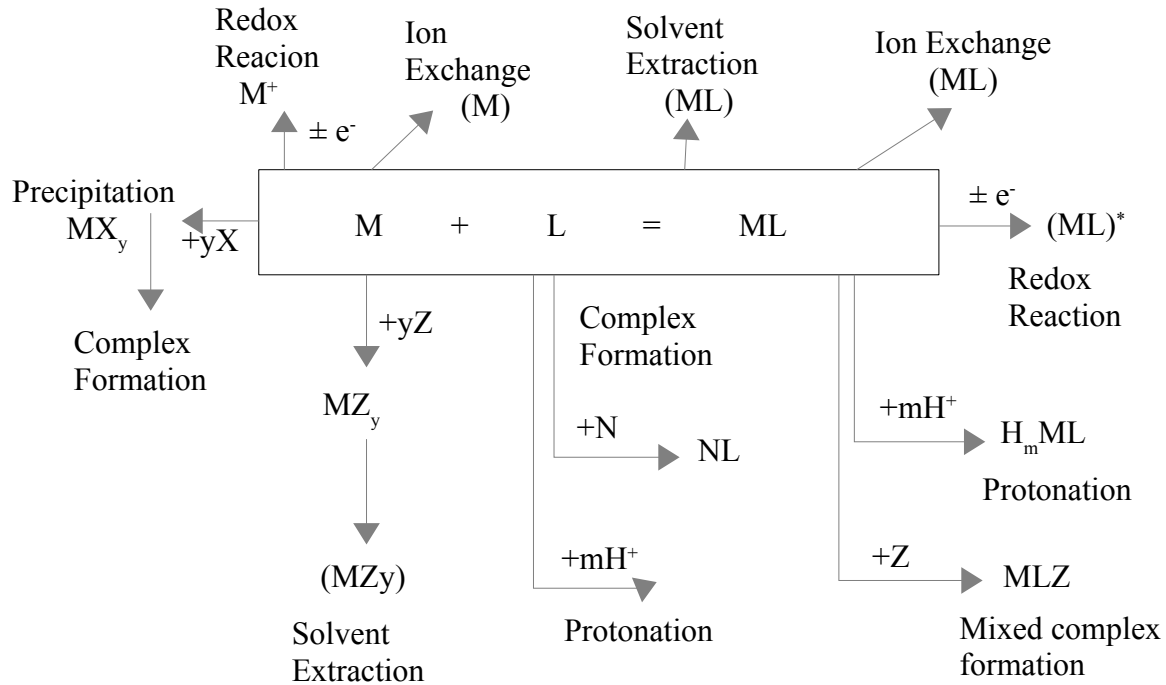 Redox
Reacion
M⁺
± e⁻
Ion
Exchange
(M)
Solvent
Extraction
(ML)
Ion Exchange
(ML)
Precipitation
MXy
+yX
Complex
Formation
M + L = ML
± e⁻
(ML)*
Redox
Reaction
+yZ
MZy
(MZy)
Solvent
Extraction
Complex
Formation
+N
NL
+mH⁺
Protonation
+mH⁺
HmML
Protonation
+Z
MLZ
Mixed complex
formation